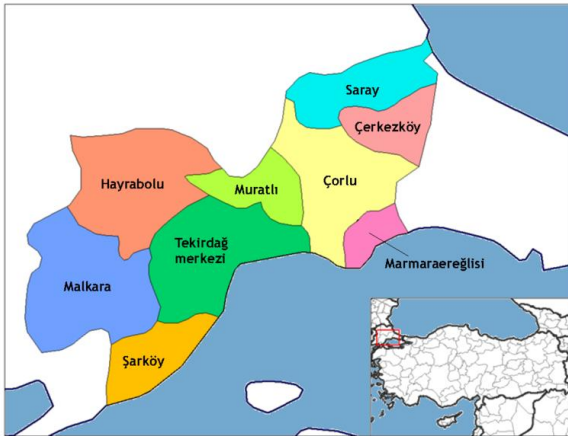 Saray
Çerkezköy
Hayrabolu
Muratlı
Çorlu
Tekirdağ
merkezi
Marmaraereğlisi
Malkara
Şarköy